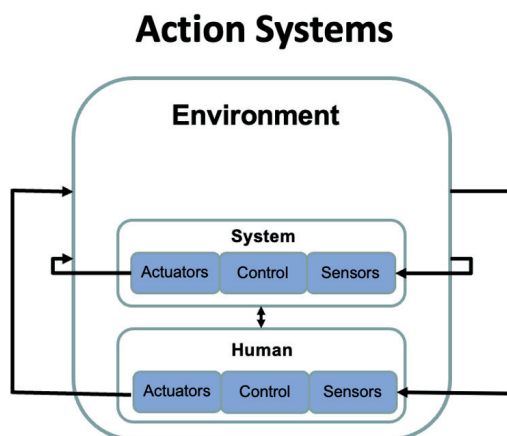 Action Systems
Environment
System
Actuators Control Sensors
Human
Actuators Control Sensors